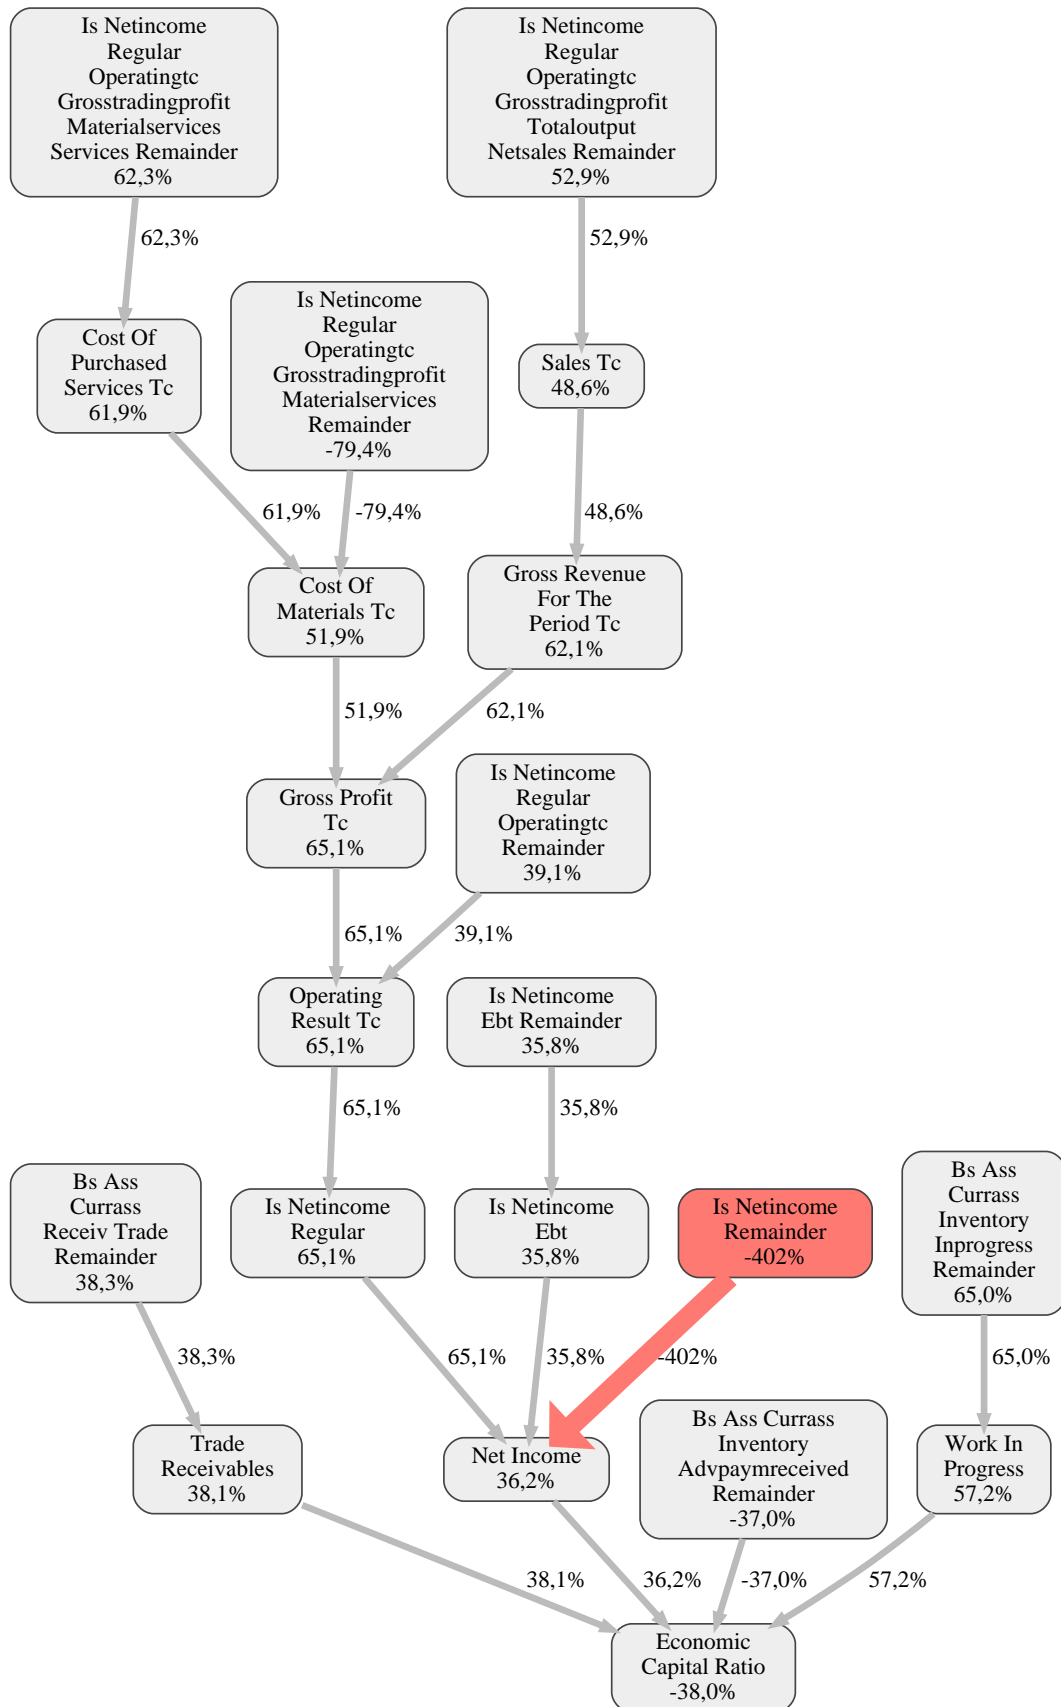 Is Netincome
Regular
Operatingtc
Grosstradingprofit
Materialservices
Services Remainder
62,3%
Is Netincome
Regular
Operatingtc
Grosstradingprofit
Totaloutput
Netsales Remainder
52,9%
62,3%
52,9%
Cost Of
Purchased
Services Tc
61,9%
Is Netincome
Regular
Operatingtc
Grosstradingprofit
Materialservices
Remainder
-79,4%
Sales Tc
48,6%
61,9%
-79,4%
48,6%
Cost Of
Materials Tc
51,9%
Gross Revenue
For The
Period Tc
62,1%
51,9%
62,1%
Gross Profit
Tc
65,1%
Is Netincome
Regular
Operatingtc
Remainder
39,1%
65,1%
39,1%
Operating
Result Tc
65,1%
Is Netincome
Ebt Remainder
35,8%
65,1%
35,8%
Bs Ass
Currass
Receiv Trade
Remainder
38,3%
Is Netincome
Regular
65,1%
Is Netincome
Ebt
35,8%
Is Netincome
Remainder
-402%
Bs Ass
Currass
Inventory
Inprogress
Remainder
65,0%
38,3%
65,1%
35,8%
-402%
65,0%
Trade
Receivables
38,1%
Net Income
36,2%
Bs Ass Currass
Inventory
Advpaymreceived
Remainder
-37,0%
Work In
Progress
57,2%
38,1%
36,2%
-37,0%
57,2%
Economic
Capital Ratio
-38,0%